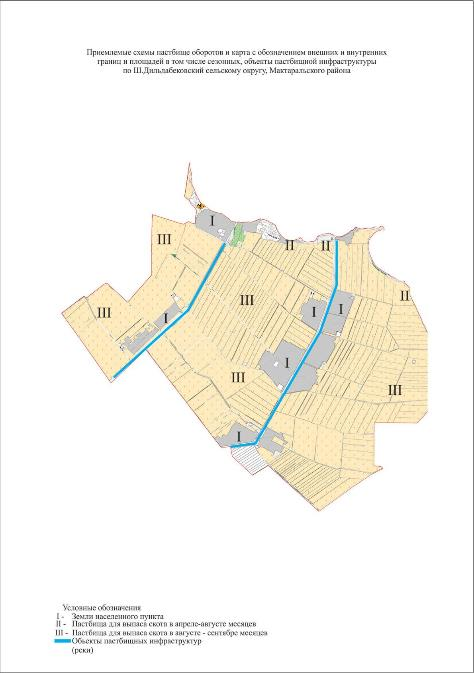 Приемлемые схемы пастбище оборотов и карта с обозначением внешних и внутренних
границ и площадей в том числе сезонных, объекты пастбищной инфраструктуры
по Ш.Дильдабековский сельскому округу, Мактаральского района
I
III
II
II
III
II
III
I
I
I
I
III
III
I
Условные обозначения
I - Земли населенного пункта
II - Пастбища для выпаса скота в апреле-августе месяцев
III - Пастбища для выпаса скота в августе - сентябре месяцев
Объекты пастбищных инфраструктур
(реки)